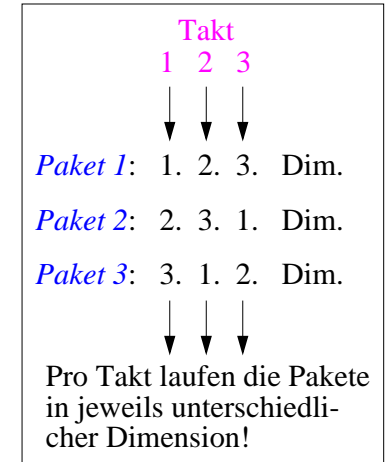 Takt
1 2 3
Paket 1: 1. 2. 3. Dim.
Paket 2: 2. 3. 1. Dim.
Paket 3: 3. 1. 2. Dim.
Pro Takt laufen die Pakete
in jeweils unterschiedli-
cher Dimension!